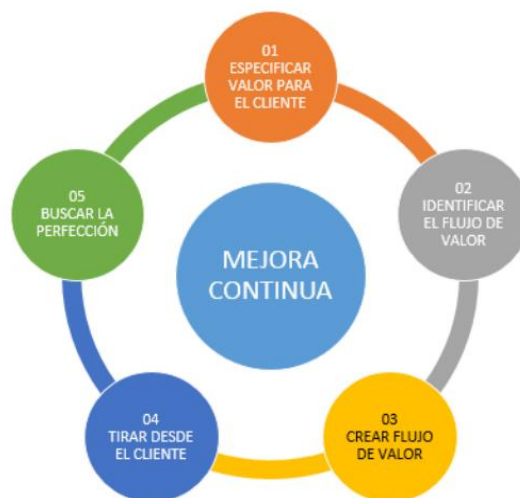 01
ESPECIFICAR
VALOR PARA
EL CLIENTE
02
IDENTIFICAR
EL FLUJO DE
VALOR
03
CREAR FLUJO
DE VALOR
04
TIRAR DESDE
EL CLIENTE
05
BUSCAR LA
PERFECCIÓN
MEJORA
CONTINUA